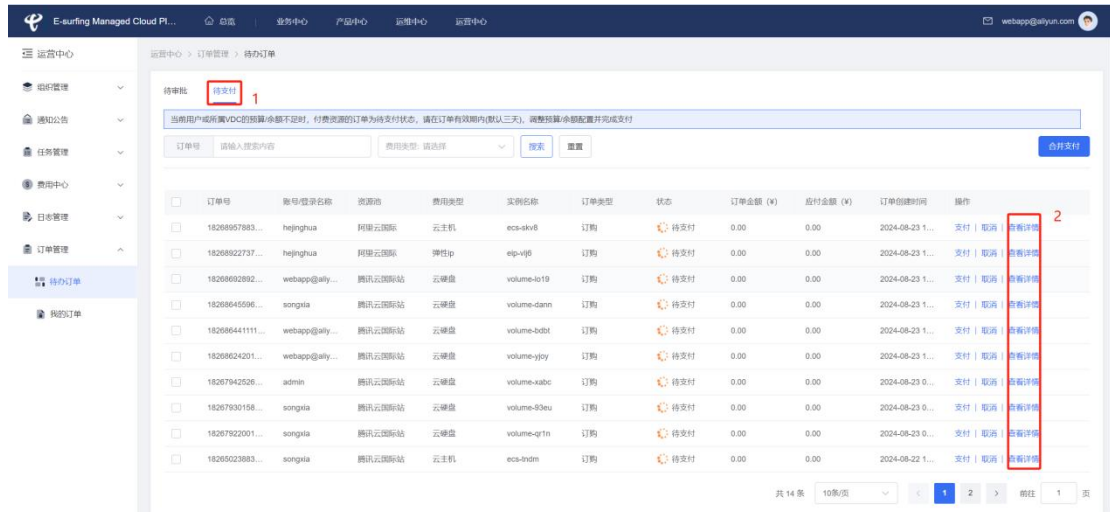 E-surfing Managed Cloud Pl... 总览 业务中心 产品中心 运维中心 运营中心 webapp@aliyun.com
运营中心 运营中心 > 订单管理 > 待办订单
组织管理
通知公告
任务管理
费用中心
日志管理
订单管理
待办订单
我的订单
待审批 待支付 1
当前用户或所属VDC的预算/余额不足时，付费资源的订单为待支付状态，请在订单有效期内(默认三天)，调整预算/余额配置并完成支付
订单号 请输入搜索内容 费用类型: 请选择 搜索 重置 合并支付
订单号 账号/登录名称 资源池 费用类型 实例名称 订单类型 状态 订单金额 (¥) 应付金额 (¥) 订单创建时间 操作 2
18268957883... hejinghua 阿里云国际 云主机 ecs-skv8 订购 待支付 0.00 0.00 2024-08-23 1... 支付 | 取消 | 查看详情
18268922737... hejinghua 阿里云国际 弹性ip eip-vlj6 订购 待支付 0.00 0.00 2024-08-23 1... 支付 | 取消 | 查看详情
18268692892... webapp@aliy... 腾讯云国际站 云硬盘 volume-lo19 订购 待支付 0.00 0.00 2024-08-23 1... 支付 | 取消 | 查看详情
18268645596... songxia 腾讯云国际站 云硬盘 volume-dann 订购 待支付 0.00 0.00 2024-08-23 1... 支付 | 取消 | 查看详情
182686441111... webapp@aliy... 腾讯云国际站 云硬盘 volume-bdbt 订购 待支付 0.00 0.00 2024-08-23 1... 支付 | 取消 | 查看详情
18268624201... webapp@aliy... 腾讯云国际站 云硬盘 volume-yjoy 订购 待支付 0.00 0.00 2024-08-23 1... 支付 | 取消 | 查看详情
18267942526... admin 腾讯云国际站 云硬盘 volume-xabc 订购 待支付 0.00 0.00 2024-08-23 0... 支付 | 取消 | 查看详情
18267930158... songxia 腾讯云国际站 云硬盘 volume-93eu 订购 待支付 0.00 0.00 2024-08-23 0... 支付 | 取消 | 查看详情
18267922001... songxia 腾讯云国际站 云硬盘 volume-qr1n 订购 待支付 0.00 0.00 2024-08-23 0... 支付 | 取消 | 查看详情
18265023883... songxia 腾讯云国际站 云主机 ecs-lndm 订购 待支付 0.00 0.00 2024-08-22 1... 支付 | 取消 | 查看详情
共 14 条 10条/页 < 1 2 > 前往 1 页